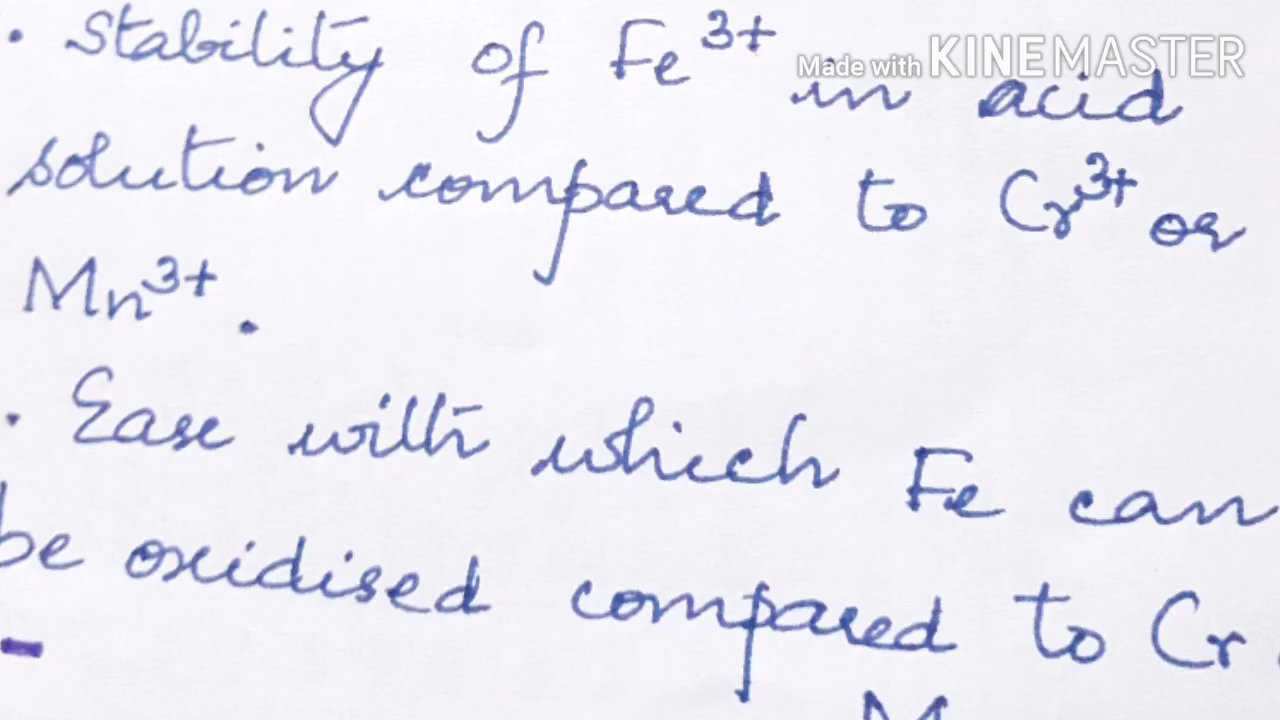 · Stability of Fe³⁺ in acid
Made with KINEMASTER
solution compared to Cr³⁺ or
Mn³⁺.
· Ease with which Fe can
be oxidised compared to Cr